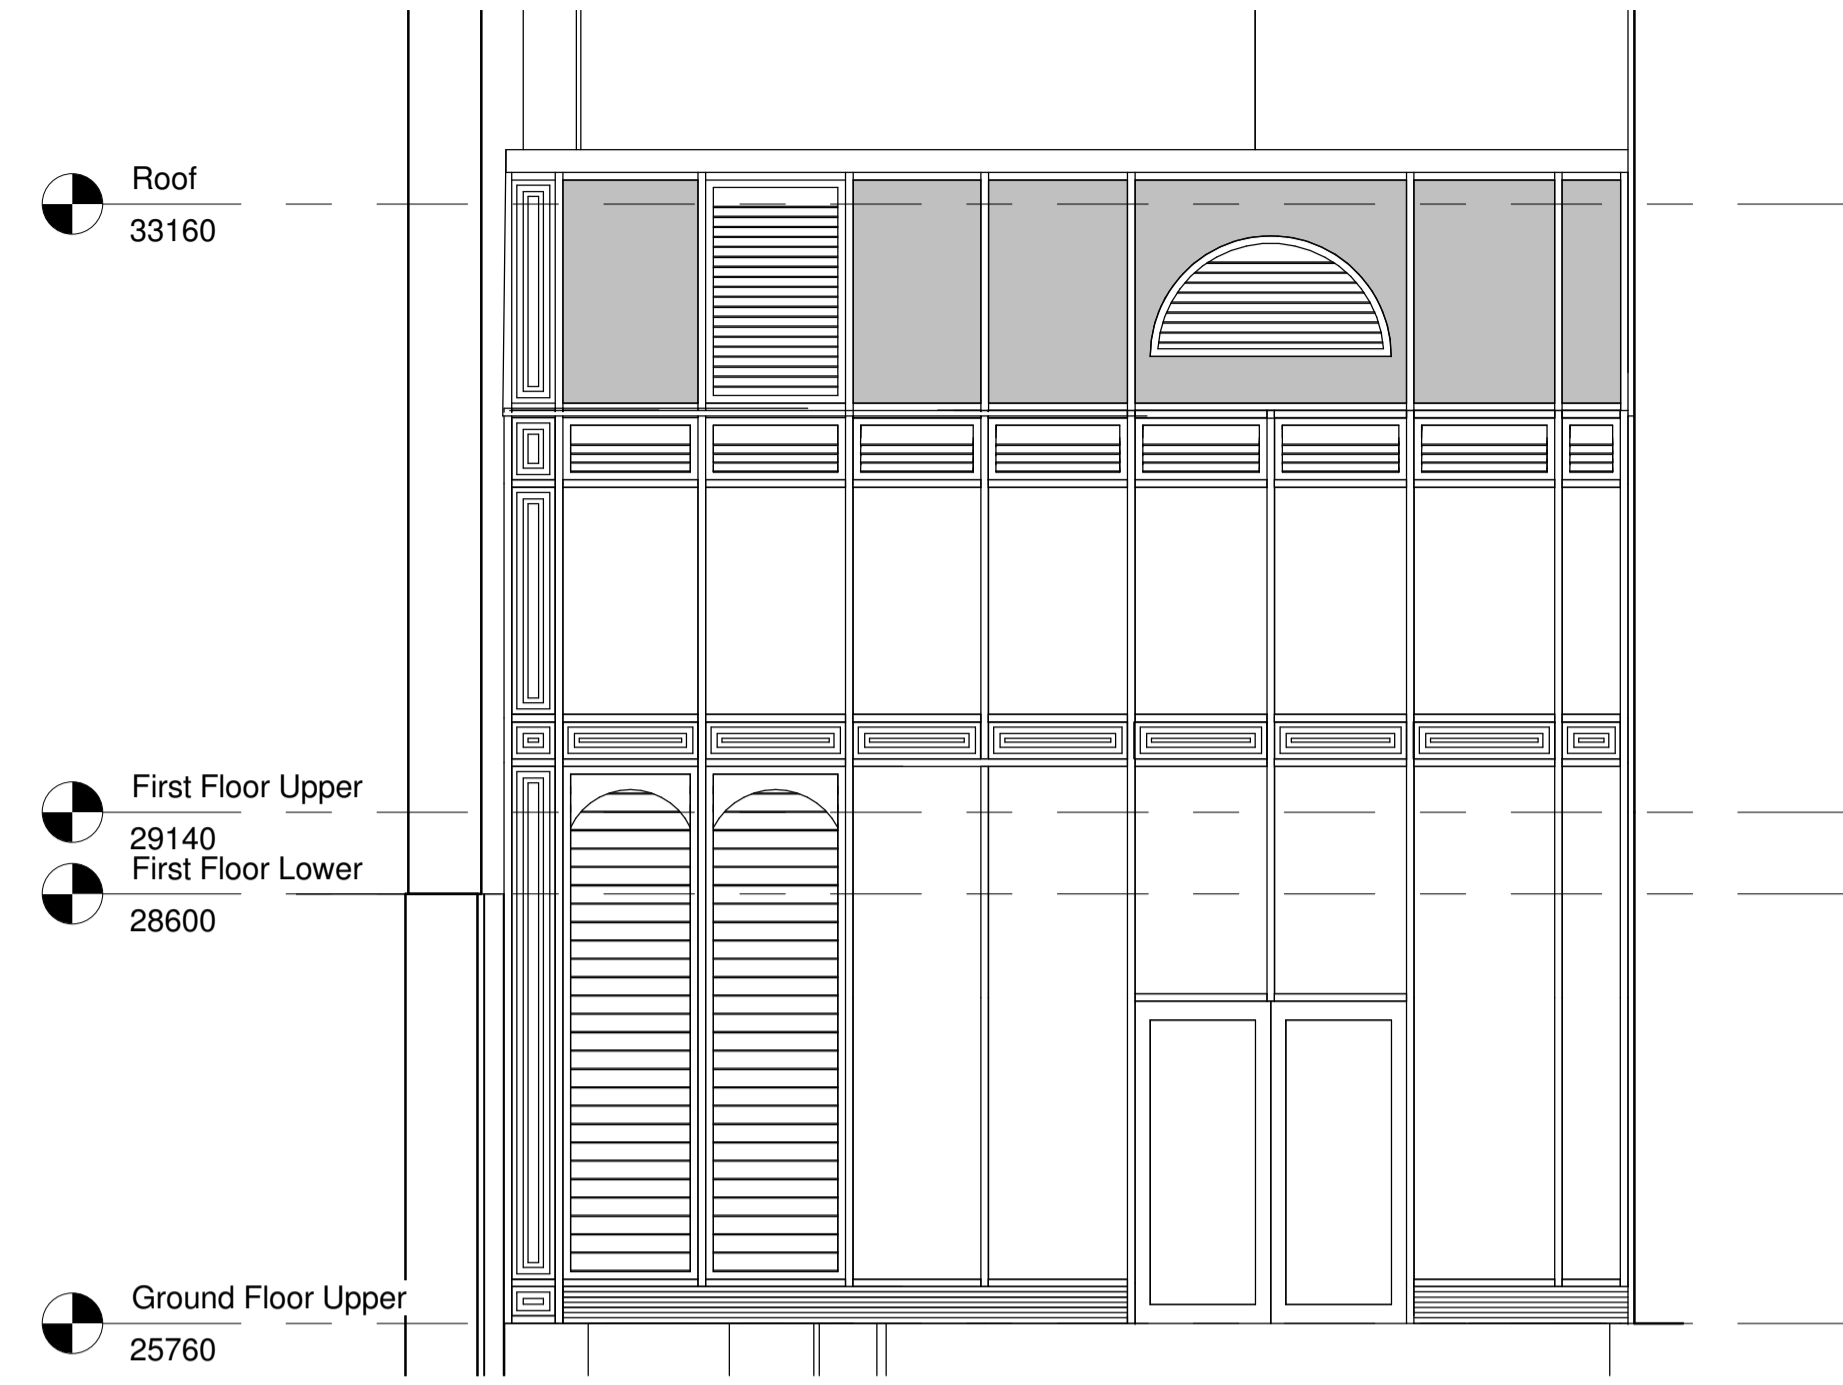 Roof
33160
First Floor Upper
29140
First Floor Lower
28600
Ground Floor Upper
25760